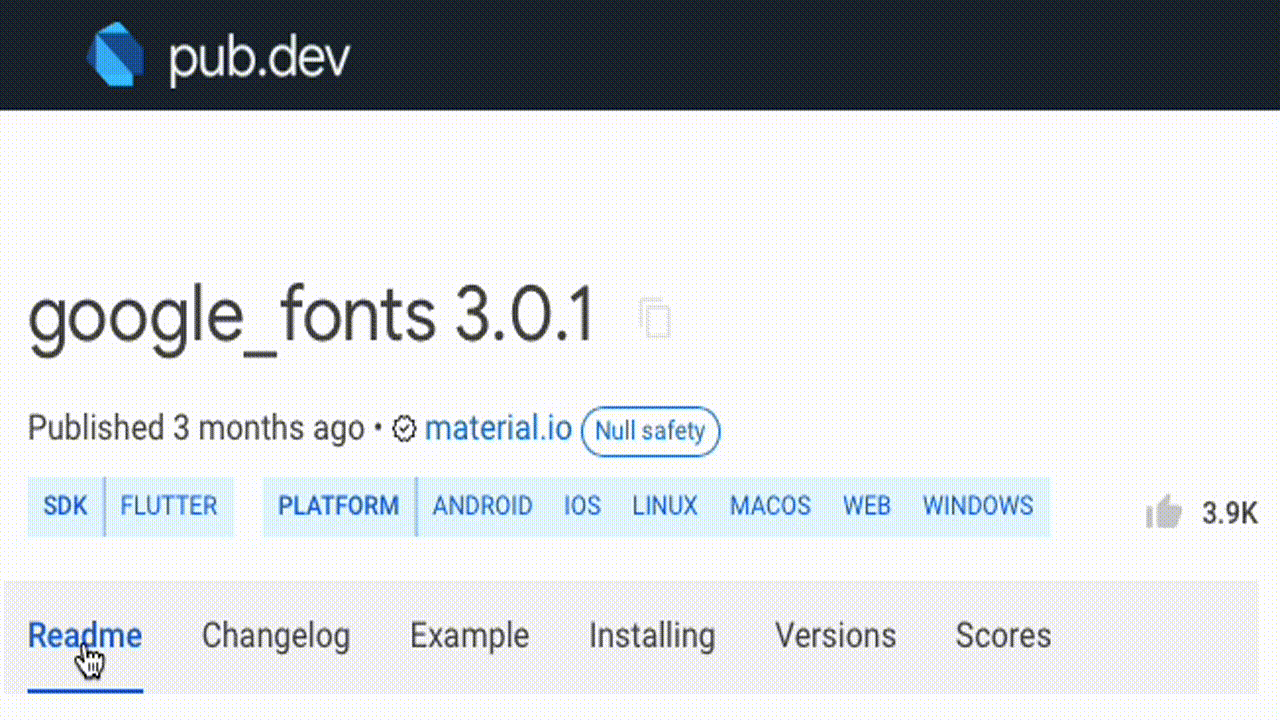 pub.dev
google_fonts 3.0.1
Published 3 months ago • material.io Null safety
SDK FLUTTER PLATFORM ANDROID IOS LINUX MACOS WEB WINDOWS 3.9K
Readme Changelog Example Installing Versions Scores